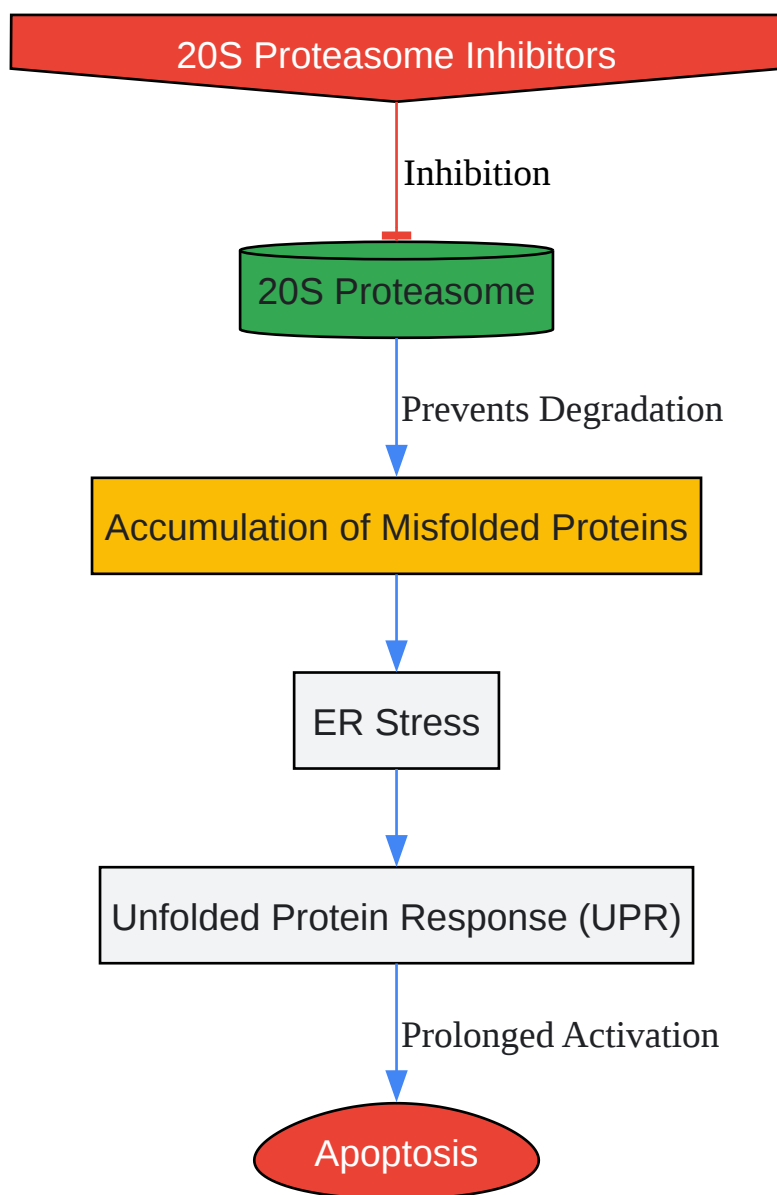 20S Proteasome Inhibitors
Inhibition
20S Proteasome
Prevents Degradation
Accumulation of Misfolded Proteins
ER Stress
Unfolded Protein Response (UPR)
Prolonged Activation
Apoptosis